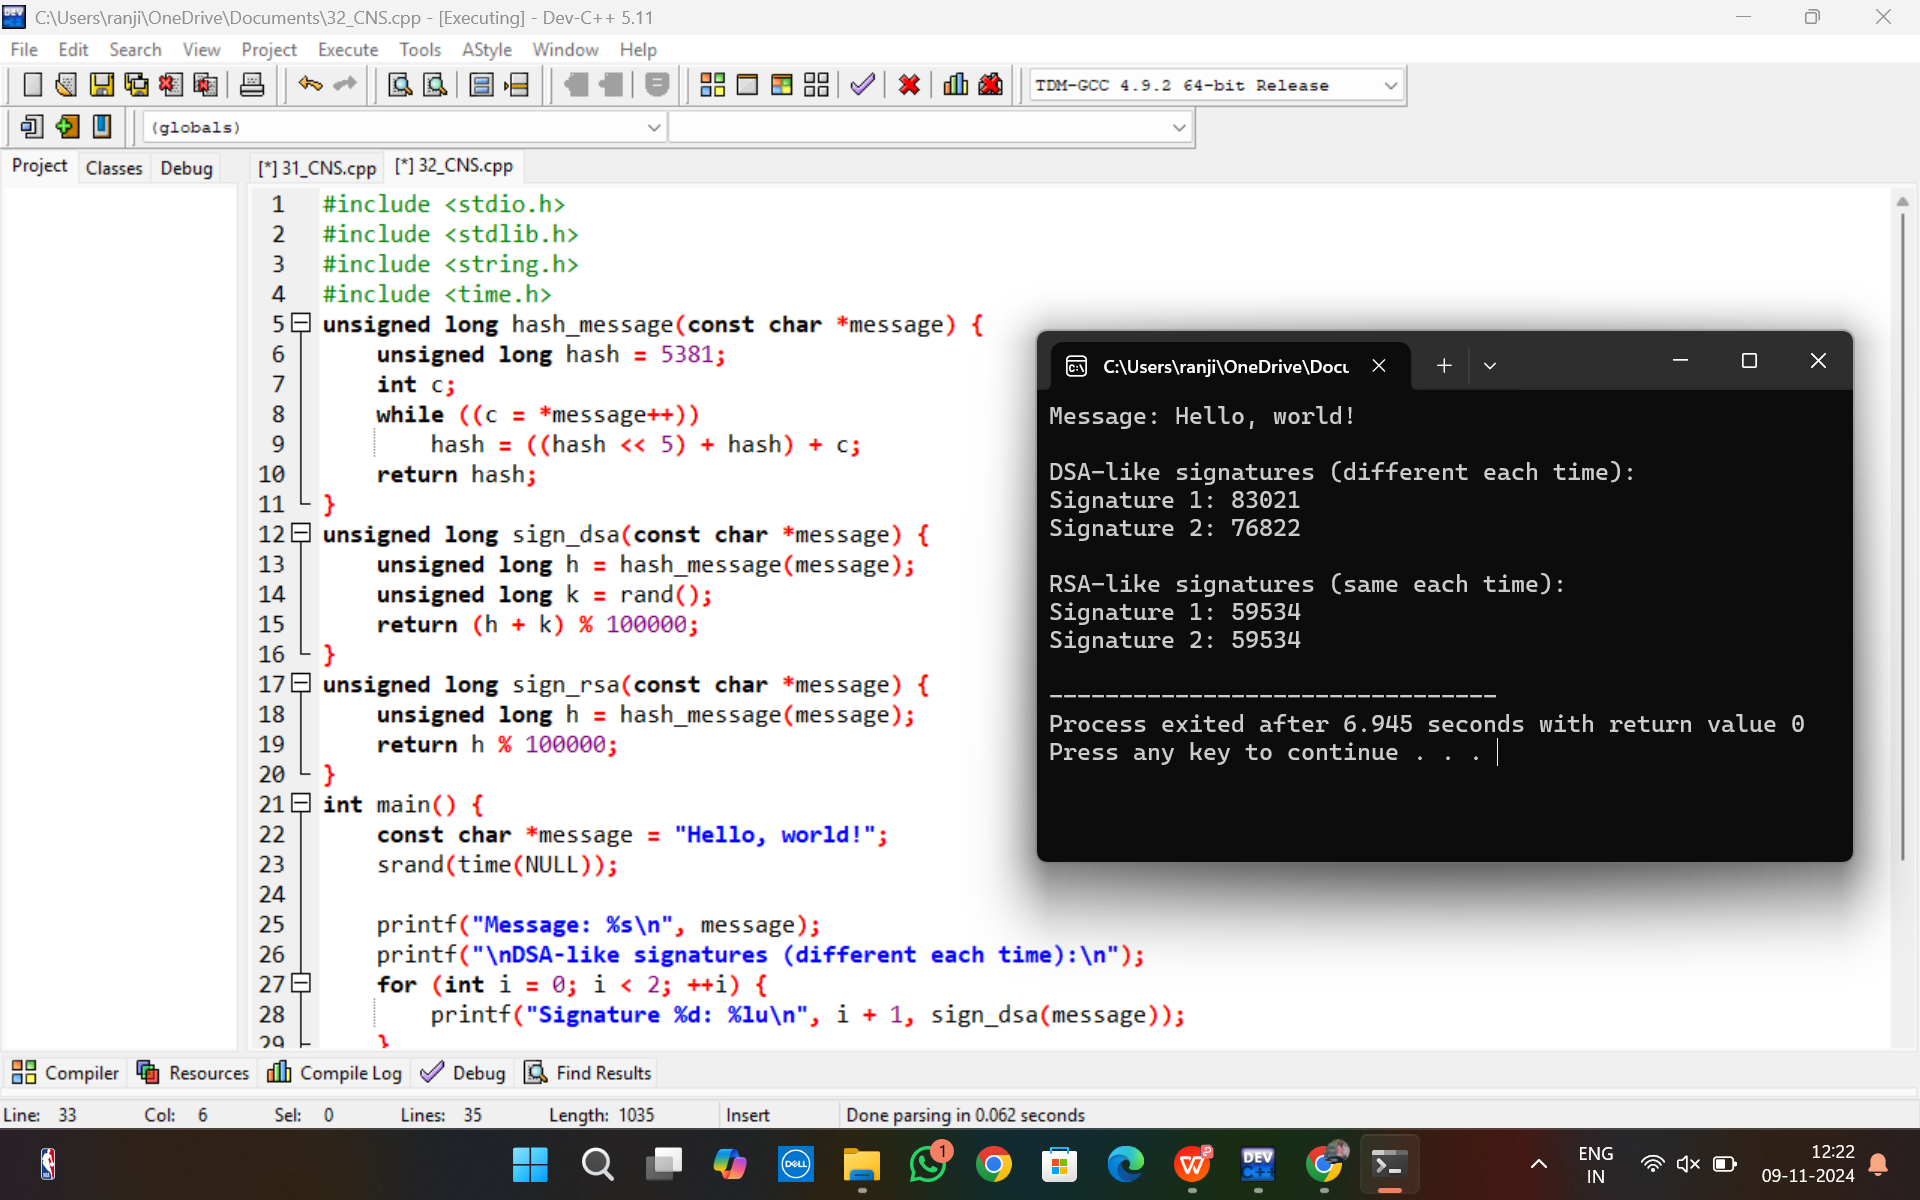 C:\Users\ranji\OneDrive\Documents\32_CNS.cpp - [Executing] - Dev-C++ 5.11
File Edit Search View Project Execute Tools AStyle Window Help
TDM-GCC 4.9.2 64-bit Release
(globals)
Project Classes Debug [*] 31_CNS.cpp [*] 32_CNS.cpp
1 #include <stdio.h>
2 #include <stdlib.h>
3 #include <string.h>
4 #include <time.h>
5 unsigned long hash_message(const char *message) {
6 unsigned long hash = 5381;
7 int c;
8 while ((c = *message++))
9 hash = ((hash << 5) + hash) + c;
10 return hash;
11 }
12 unsigned long sign_dsa(const char *message) {
13 unsigned long h = hash_message(message);
14 unsigned long k = rand();
15 return (h + k) % 100000;
16 }
17 unsigned long sign_rsa(const char *message) {
18 unsigned long h = hash_message(message);
19 return h % 100000;
20 }
21 int main() {
22 const char *message = "Hello, world!";
23 srand(time(NULL));
24
25 printf("Message: %s\n", message);
26 printf("\nDSA-like signatures (different each time):\n");
27 for (int i = 0; i < 2; ++i) {
28 printf("Signature %d: %lu\n", i + 1, sign_dsa(message));
29 }
C:\Users\ranji\OneDrive\Docu
Message: Hello, world!
DSA-like signatures (different each time):
Signature 1: 83021
Signature 2: 76822
RSA-like signatures (same each time):
Signature 1: 59534
Signature 2: 59534
--------------------------------
Process exited after 6.945 seconds with return value 0
Press any key to continue . . .
Compiler Resources Compile Log Debug Find Results
Line: 33 Col: 6 Sel: 0 Lines: 35 Length: 1035 Insert Done parsing in 0.062 seconds
DELL
1
DEV
C++
ENG
IN
12:22
09-11-2024